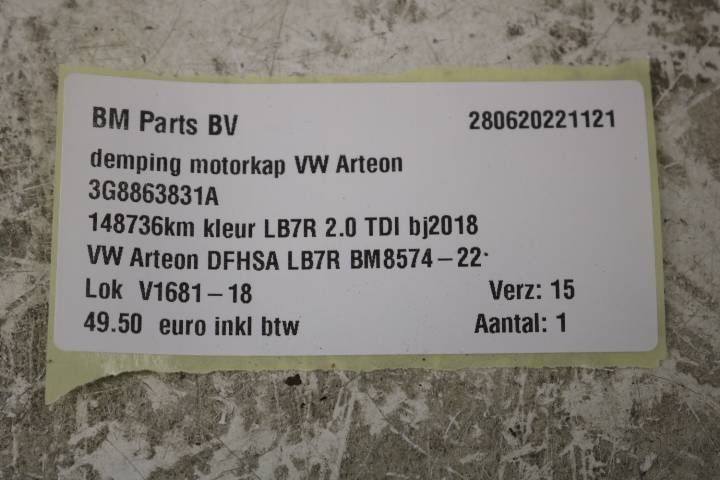 BM Parts BV 280620221121
demping motorkap VW Arteon
3G8863831A
148736km kleur LB7R 2.0 TDI bj2018
VW Arteon DFHSA LB7R BM8574-22
Lok V1681-18 Verz: 15
49.50 euro inkl btw Aantal: 1